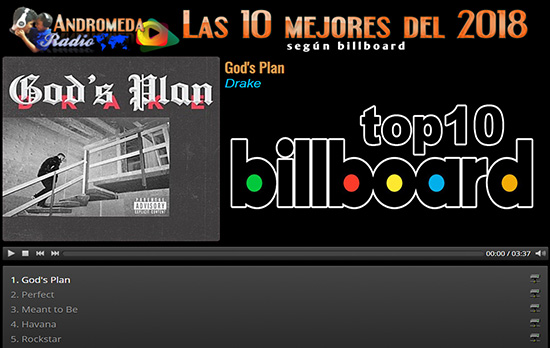 Andromeda
Radio
Las 10 mejores del 2018
según billboard
God's Plan
Drake
God's Plan
DRAKE
PARENTAL
ADVISORY
EXPLICIT CONTENT
top10
billboard
00:00 / 03:37
1. God's Plan
2. Perfect
3. Meant to Be
4. Havana
5. Rockstar